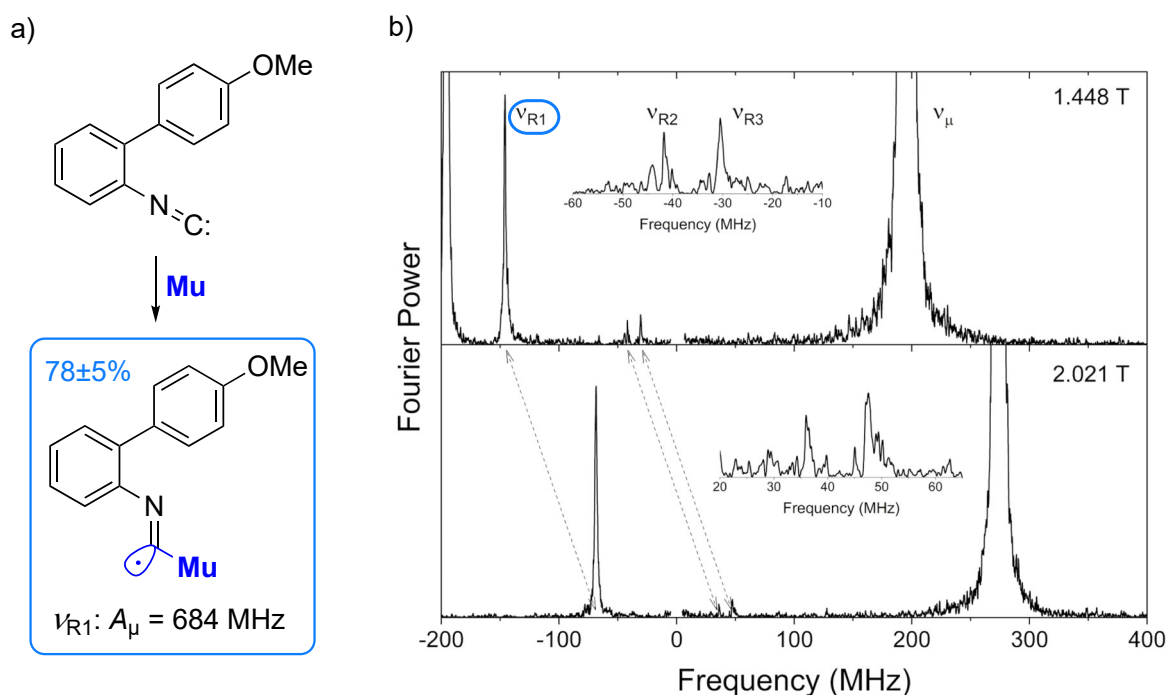 a)
OMe
N
C:
Mu
78±5%
OMe
N
Mu
νR1: Aμ = 684 MHz
b)
1.448 T
νR1
νR2
νR3
νμ
-60 -50 -40 -30 -20 -10
Frequency (MHz)
Fourier Power
2.021 T
20 30 40 50 60
Frequency (MHz)
-200 -100 0 100 200 300 400
Frequency (MHz)